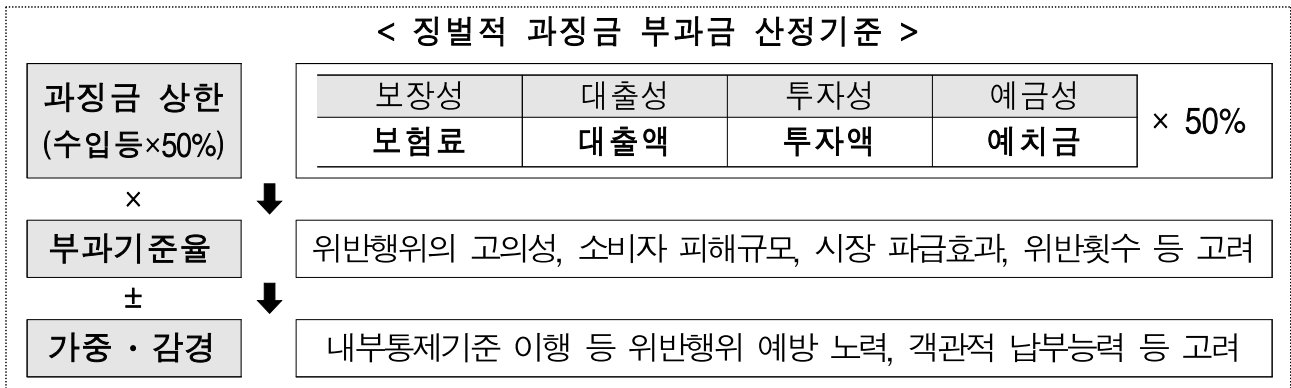 < 징벌적 과징금 부과금 산정기준 >
과징금 상한
(수입등×50%)
보장성 대출성 투자성 예금성
보험료 대출액 투자액 예치금
× 50%
×
부과기준율
위반행위의 고의성, 소비자 피해규모, 시장 파급효과, 위반횟수 등 고려
±
가중·감경
내부통제기준 이행 등 위반행위 예방 노력, 객관적 납부능력 등 고려